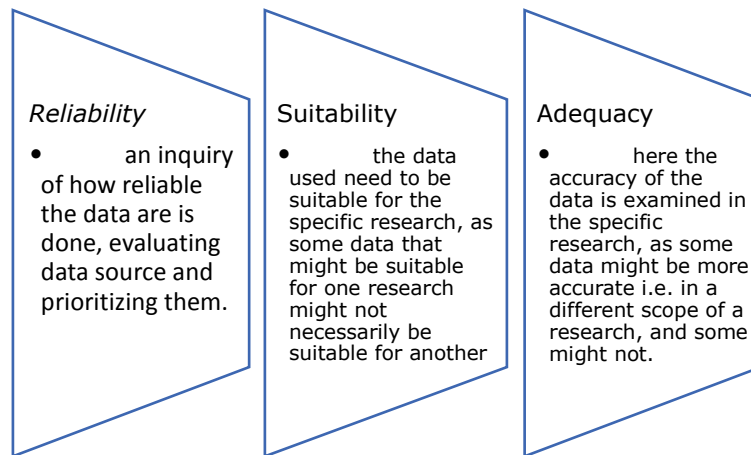 Reliability
• an inquiry
of how reliable
the data are is
done, evaluating
data source and
prioritizing them.
Suitability
• the data
used need to be
suitable for the
specific research, as
some data that
might be suitable
for one research
might not
necessarily be
suitable for another
Adequacy
• here the
accuracy of the
data is examined in
the specific
research, as some
data might be more
accurate i.e. in a
different scope of a
research, and some
might not.